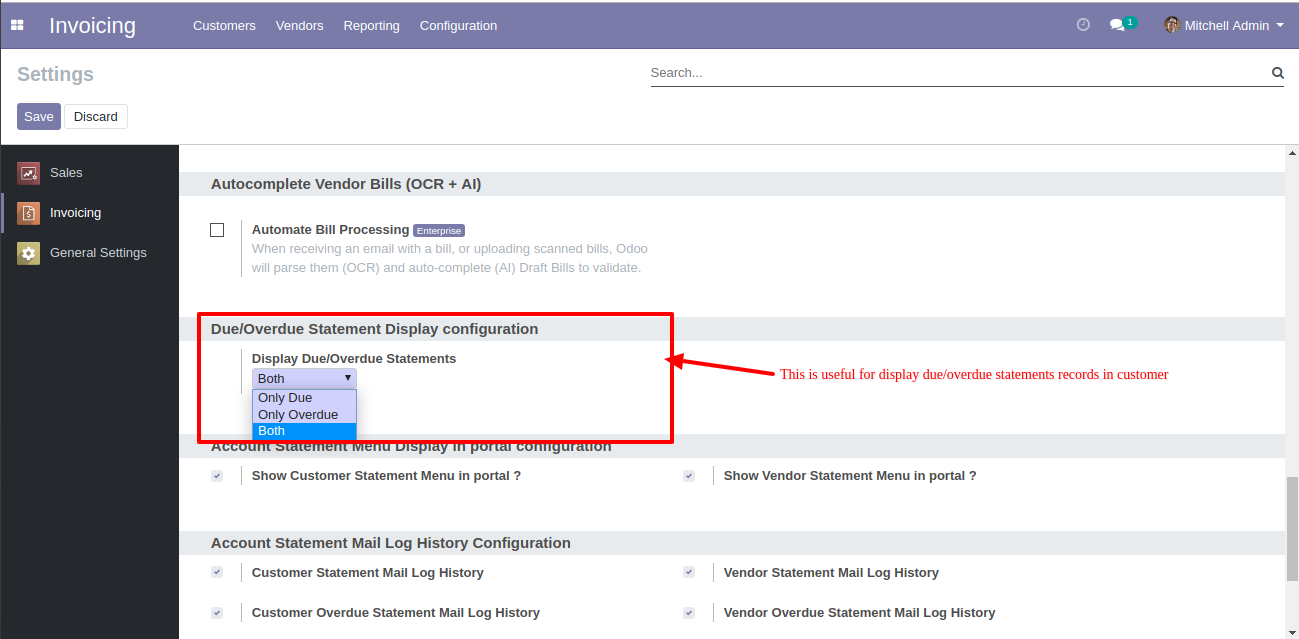 Invoicing
Customers
Vendors
Reporting
Configuration
1
Mitchell Admin
Settings
Search...
Save
Discard
Sales
Invoicing
General Settings
Autocomplete Vendor Bills (OCR + AI)
Automate Bill Processing Enterprise
When receiving an email with a bill, or uploading scanned bills, Odoo
will parse them (OCR) and auto-complete (AI) Draft Bills to validate.
Due/Overdue Statement Display configuration
Display Due/Overdue Statements
Both
Only Due
Only Overdue
Both
This is useful for display due/overdue statements records in customer
Account Statement Menu Display in portal configuration
Show Customer Statement Menu in portal ?
Show Vendor Statement Menu in portal ?
Account Statement Mail Log History Configuration
Customer Statement Mail Log History
Vendor Statement Mail Log History
Customer Overdue Statement Mail Log History
Vendor Overdue Statement Mail Log History